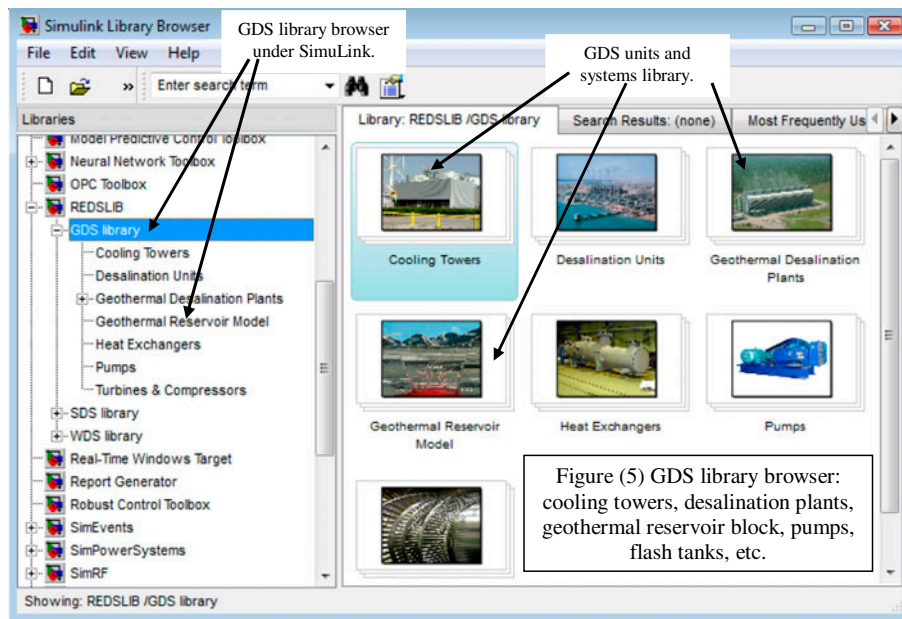 Simulink Library Browser
GDS library browser
under SimuLink.
File Edit View Help
GDS units and
systems library.
» Enter search term
Libraries
Library: REDSLIB /GDS library
Search Results: (none)
Most Frequently Us
Model Predictive Control Toolbox
Neural Network Toolbox
OPC Toolbox
REDSLIB
GDS library
Cooling Towers
Desalination Units
Geothermal Desalination Plants
Geothermal Reservoir Model
Heat Exchangers
Pumps
Turbines & Compressors
SDS library
WDS library
Real-Time Windows Target
Report Generator
Robust Control Toolbox
SimEvents
SimPowerSystems
SimRF
Cooling Towers
Desalination Units
Geothermal Desalination
Plants
Geothermal Reservoir
Model
Heat Exchangers
Pumps
Figure (5) GDS library browser:
cooling towers, desalination plants,
geothermal reservoir block, pumps,
flash tanks, etc.
Showing: REDSLIB /GDS library